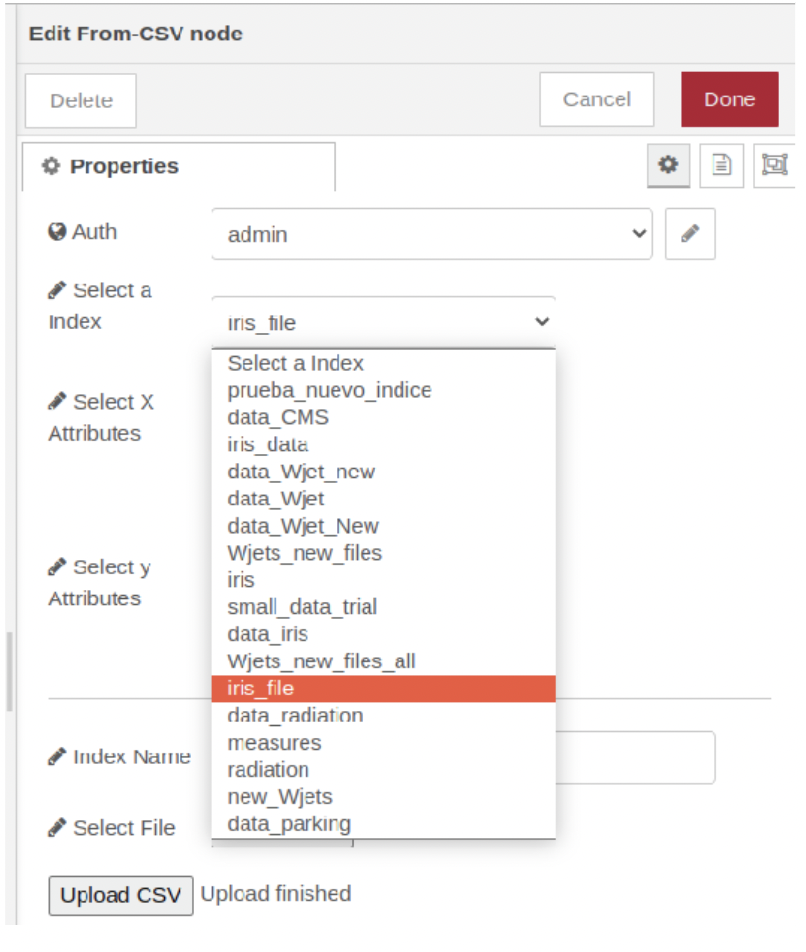 Edit From-CSV node
Delete
Cancel
Done
Properties
Auth
admin
Select a
Index
iris_file
Select a Index
prueba_nuevo_indice
data_CMS
iris_data
data_Wjet_new
data_Wjet
data_Wjet_New
Wjets_new_files
iris
small_data_trial
data_iris
Wjets_new_files_all
iris_file
data_radiation
measures
radiation
new_Wjets
data_parking
Select X
Attributes
Select y
Attributes
Index Name
Select File
Upload CSV Upload finished